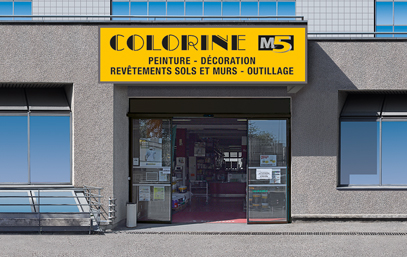 COLORINE M5
PEINTURE - DÉCORATION
REVÊTEMENTS SOLS ET MURS - OUTILLAGE